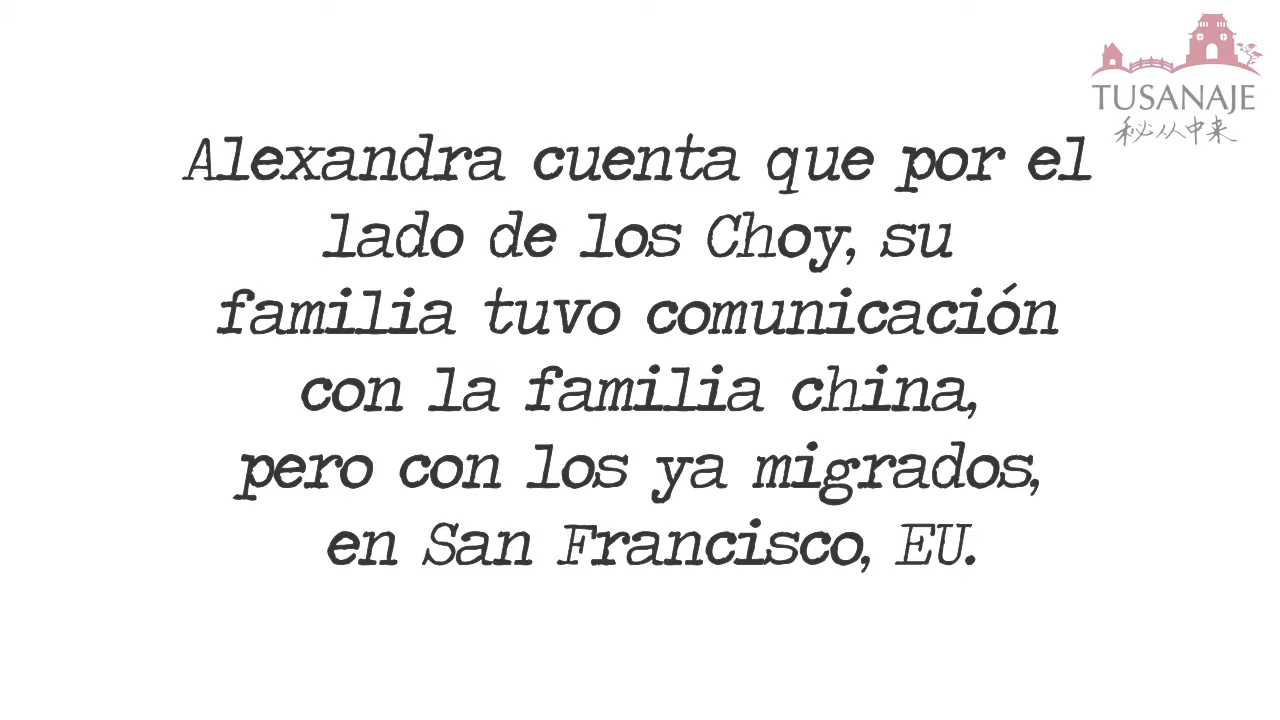 TUSANAJE
秘从中来
Alexandra cuenta que por el
lado de los Choy, su
familia tuvo comunicación
con la familia china,
pero con los ya migrados,
en San Francisco, EU.